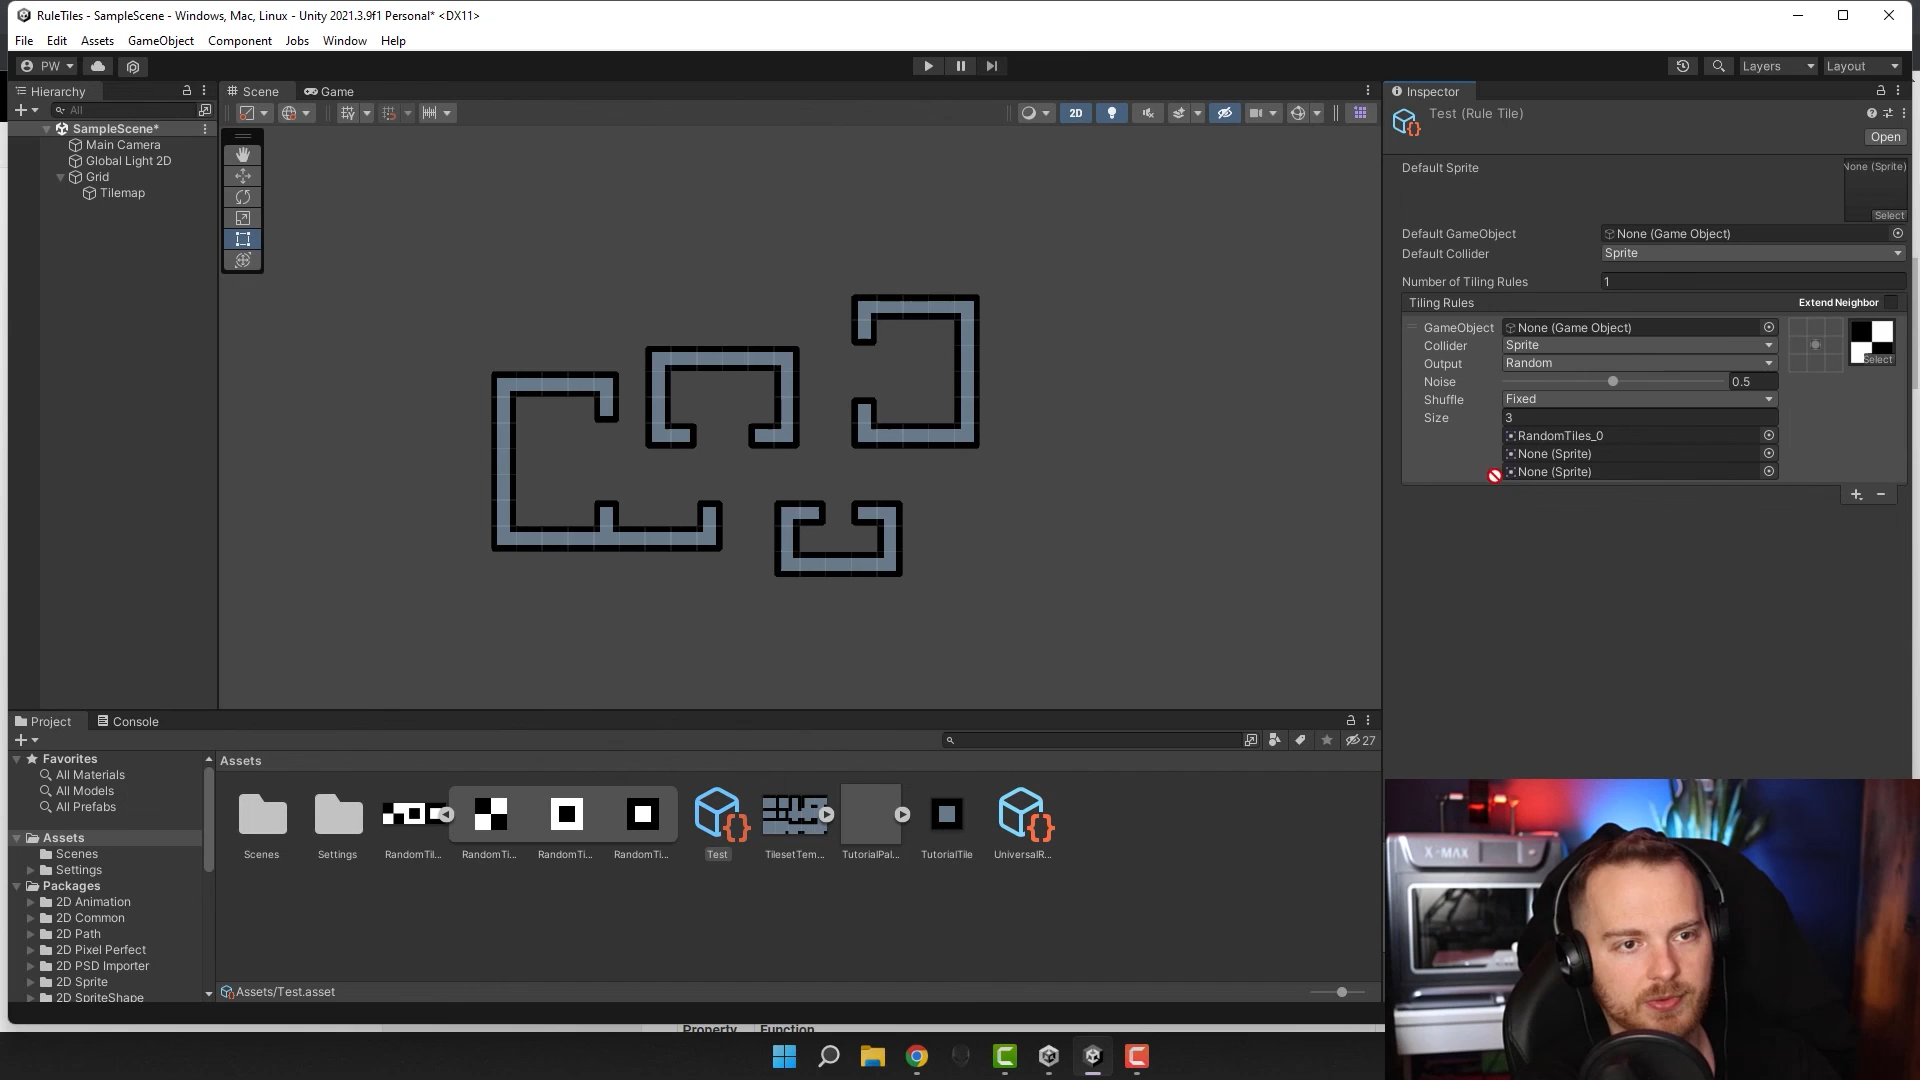 RuleTiles - SampleScene - Windows, Mac, Linux - Unity 2021.3.9f1 Personal* <DX11>
File Edit Assets GameObject Component Jobs Window Help
PW Layers Layout
Hierarchy
All
SampleScene*
Main Camera
Global Light 2D
Grid
Tilemap
Scene Game
2D
Inspector
Test (Rule Tile)
Open
Default Sprite
None (Sprite)
Select
Default GameObject None (Game Object)
Default Collider Sprite
Number of Tiling Rules 1
Tiling Rules Extend Neighbor
GameObject None (Game Object)
Collider Sprite
Output Random
Select
Noise 0.5
Shuffle Fixed
Size 3
RandomTiles_0
None (Sprite)
None (Sprite)
Project Console
27
Favorites
All Materials
All Models
All Prefabs
Assets
Scenes
Settings
Packages
2D Animation
2D Common
2D Path
2D Pixel Perfect
2D PSD Importer
2D Sprite
2D SpriteShape
Assets
Scenes Settings RandomTil... RandomTi... RandomTi... RandomTi... Test TilesetTem... TutorialPal... TutorialTile UniversalR...
Assets/Test.asset
Property Function
X-MAX